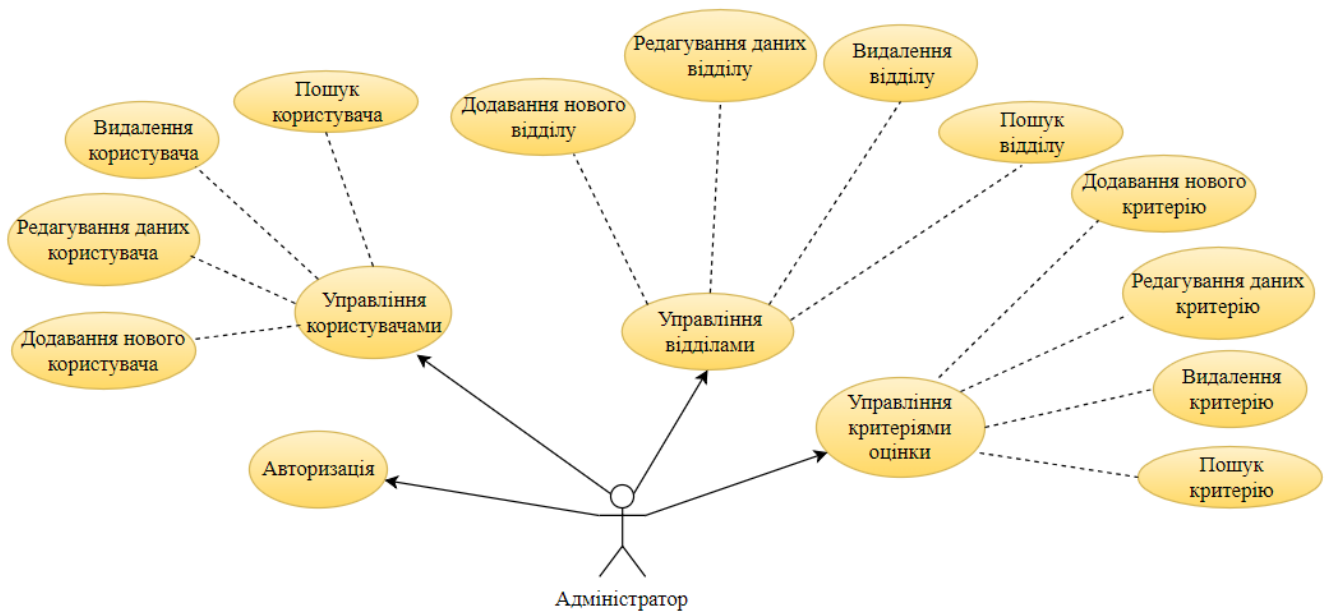 Редагування даних
відділу
Видалення
відділу
Пошук
користувача
Додавання нового
відділу
Пошук
відділу
Видалення
користувача
Додавання нового
критерію
Редагування даних
користувача
Редагування даних
критерію
Управління
користувачами
Управління
відділами
Додавання нового
користувача
Видалення
критерію
Управління
критеріями
оцінки
Авторизація
Пошук
критерію
Адміністратор